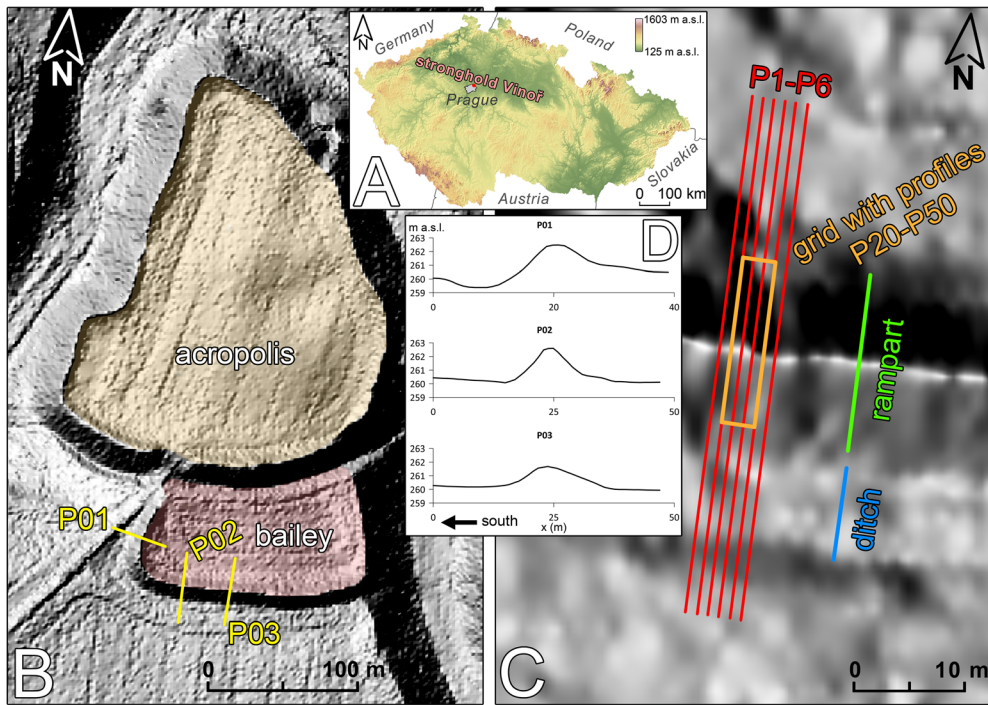 N
acropolis
bailey
P01
P02
P03
0 100 m
B
N
Germany
Poland
stronghold Vinoř
Prague
Slovakia
Austria
1603 m a.s.l.
125 m a.s.l.
0 100 km
A
m a.s.l.
P01
D
263
262
261
260
259
0 20 40
P02
263
262
261
260
259
0 25 50
P03
263
262
261
260
259
0 25 50
south
x (m)
N
P1-P6
grid with profiles
P20-P50
rampart
ditch
0 10 m
C